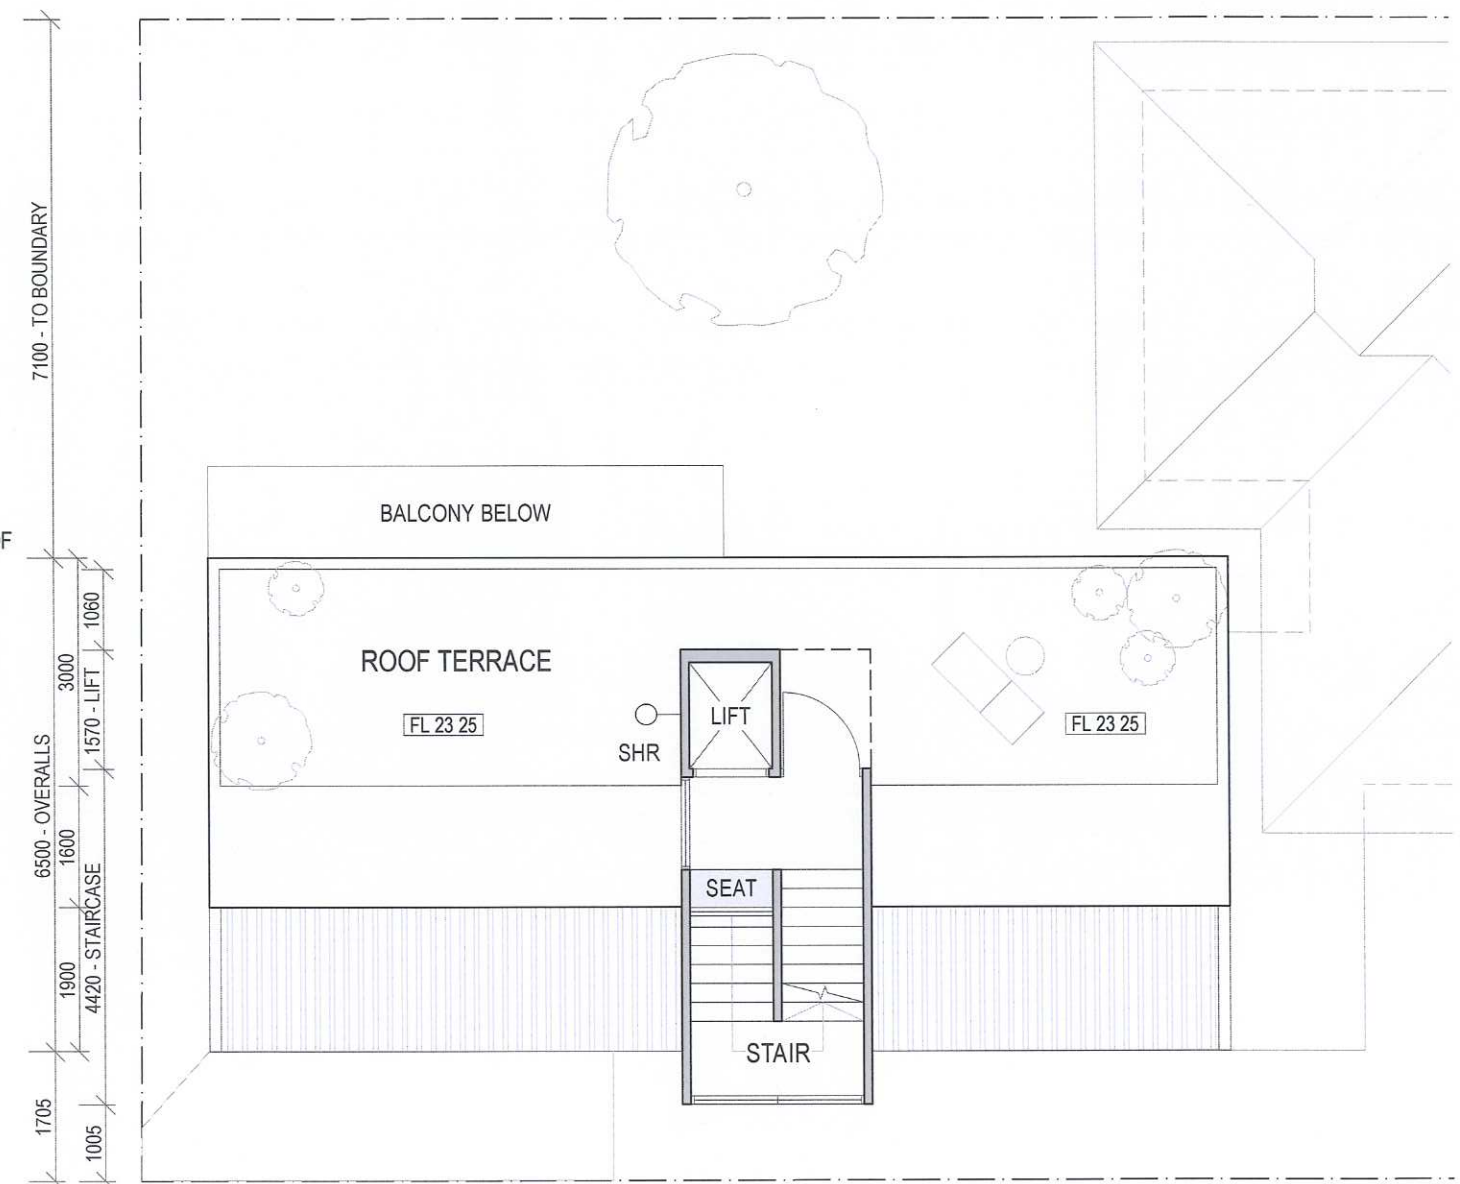 7100 - TO BOUNDARY
BALCONY BELOW
F
1060
ROOF TERRACE
3000
1570 - LIFT
LIFT
FL 23 25
FL 23 25
SHR
6500 - OVERALLS
1600
4420 - STAIRCASE
SEAT
1900
STAIR
1705
1005